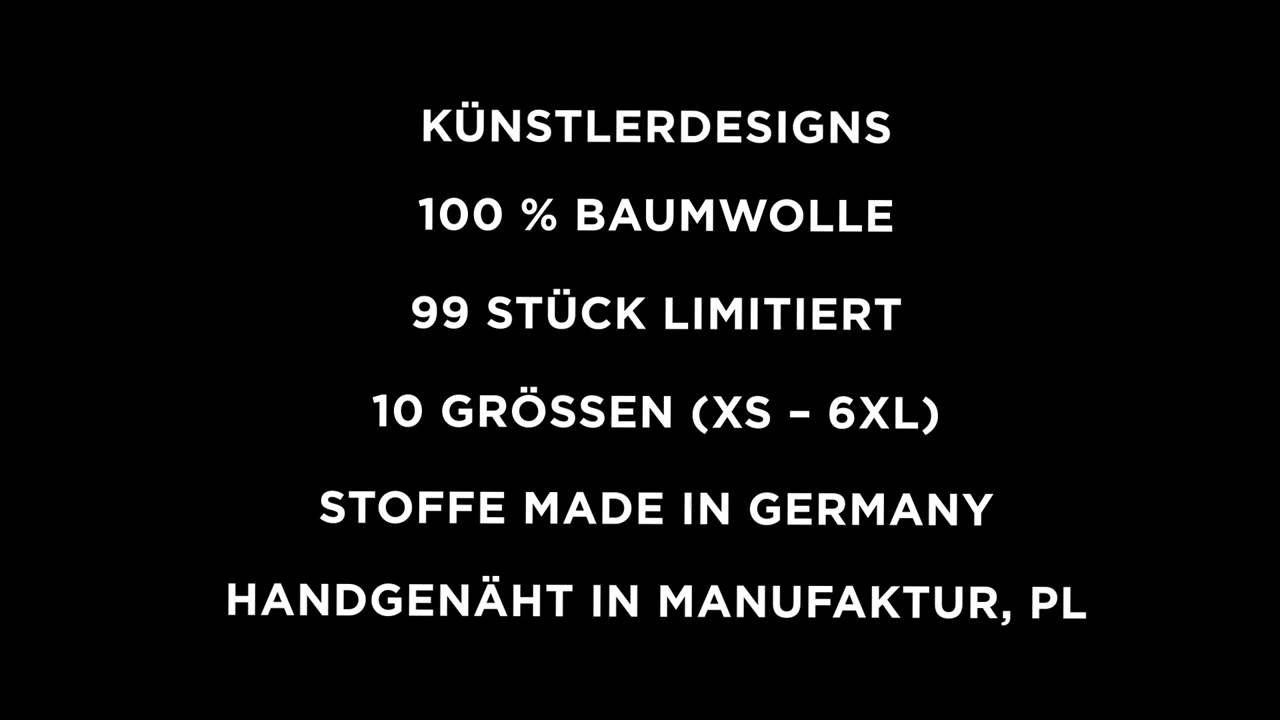 KÜNSTLERDESIGNS
100 % BAUMWOLLE
99 STÜCK LIMITIERT
10 GRÖSSEN (XS – 6XL)
STOFFE MADE IN GERMANY
HANDGENÄHT IN MANUFAKTUR, PL